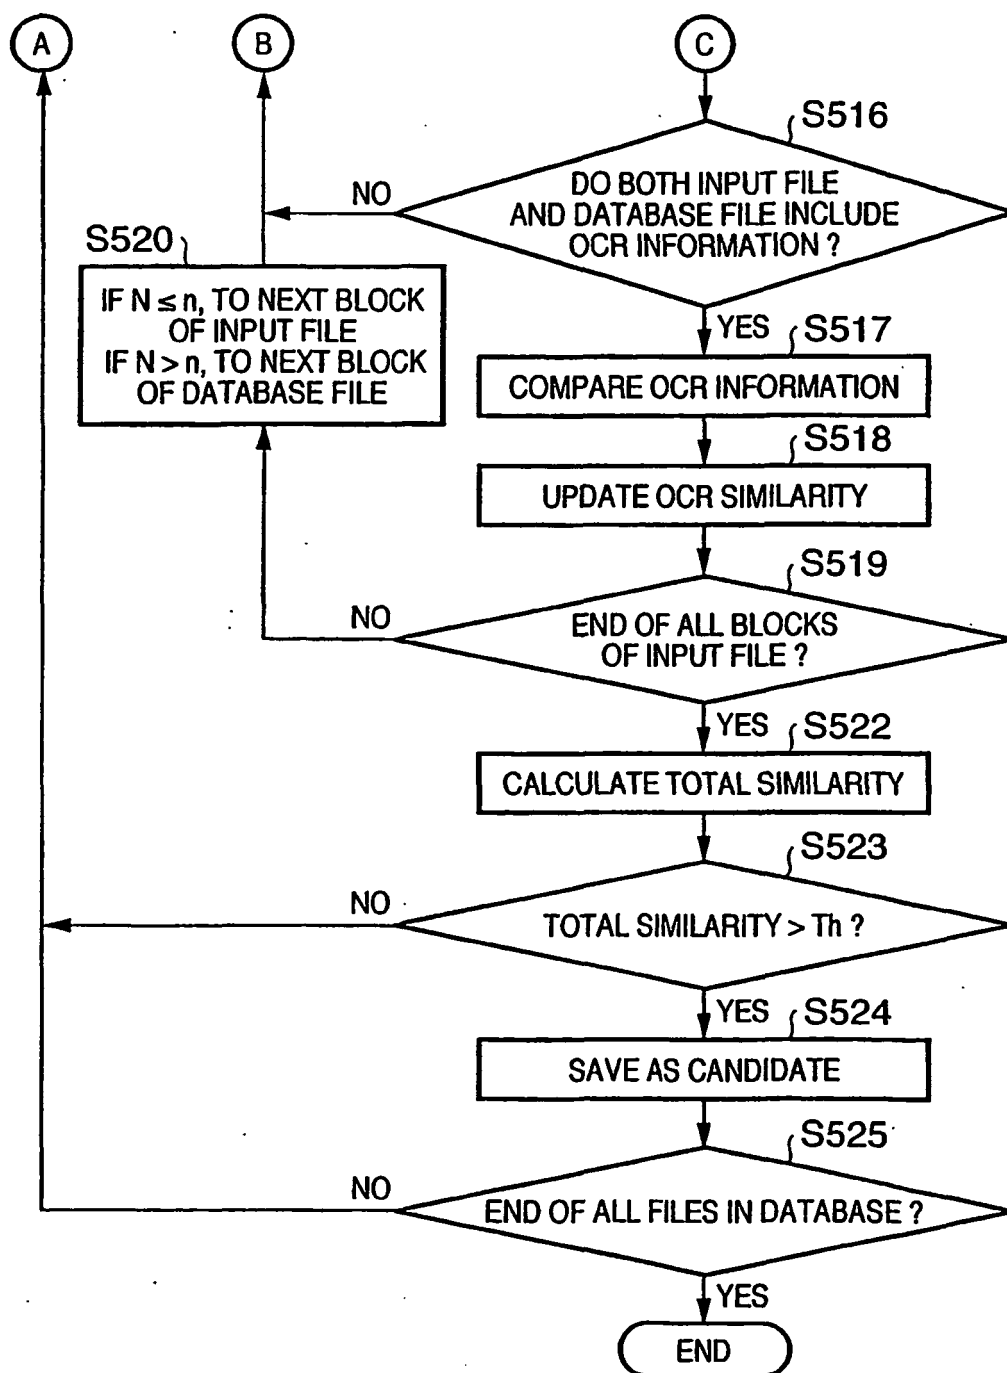 A
B
C
S516
DO BOTH INPUT FILE
AND DATABASE FILE INCLUDE
OCR INFORMATION ?
NO
YES
S520
IF N ≤ n, TO NEXT BLOCK
OF INPUT FILE
IF N > n, TO NEXT BLOCK
OF DATABASE FILE
S517
COMPARE OCR INFORMATION
S518
UPDATE OCR SIMILARITY
S519
END OF ALL BLOCKS
OF INPUT FILE ?
NO
YES
S522
CALCULATE TOTAL SIMILARITY
S523
TOTAL SIMILARITY > Th ?
NO
YES
S524
SAVE AS CANDIDATE
S525
END OF ALL FILES IN DATABASE ?
NO
YES
END